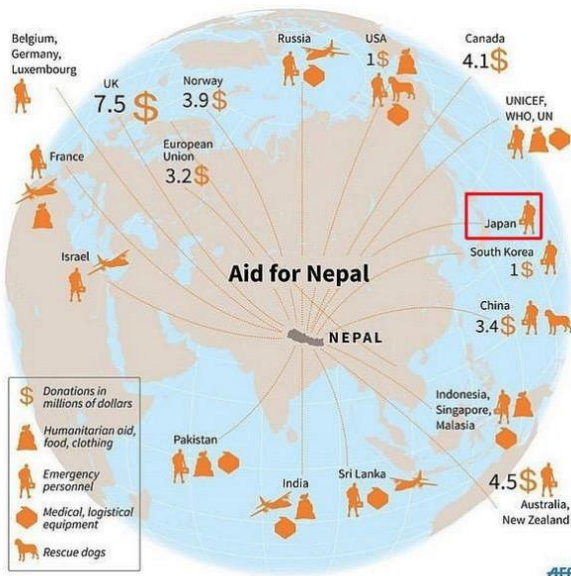 Belgium,
Germany,
Luxembourg
UK
7.5 $
Norway
3.9 $
European
Union
3.2 $
Russia
USA
1 $
Canada
4.1 $
UNICEF,
WHO, UN
France
Israel
Japan
South Korea
1 $
China
3.4 $
Aid for Nepal
NEPAL
Indonesia,
Singapore,
Malasia
Pakistan
India
Sri Lanka
4.5 $
Australia,
New Zealand
$ Donations in
millions of dollars
Humanitarian aid,
food, clothing
Emergency
personnel
Medical, logistical
equipment
Rescue dogs